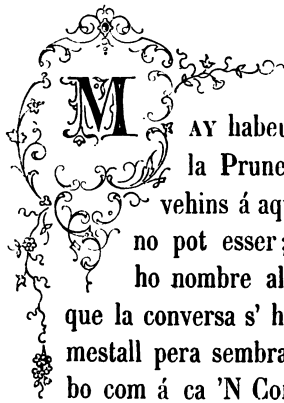 MAY habeu
la Prunc
vehins á aq
no pot esser;
ho nombre al
que la conversa s' h
mestall pera sembra
bo com á ca 'N Co